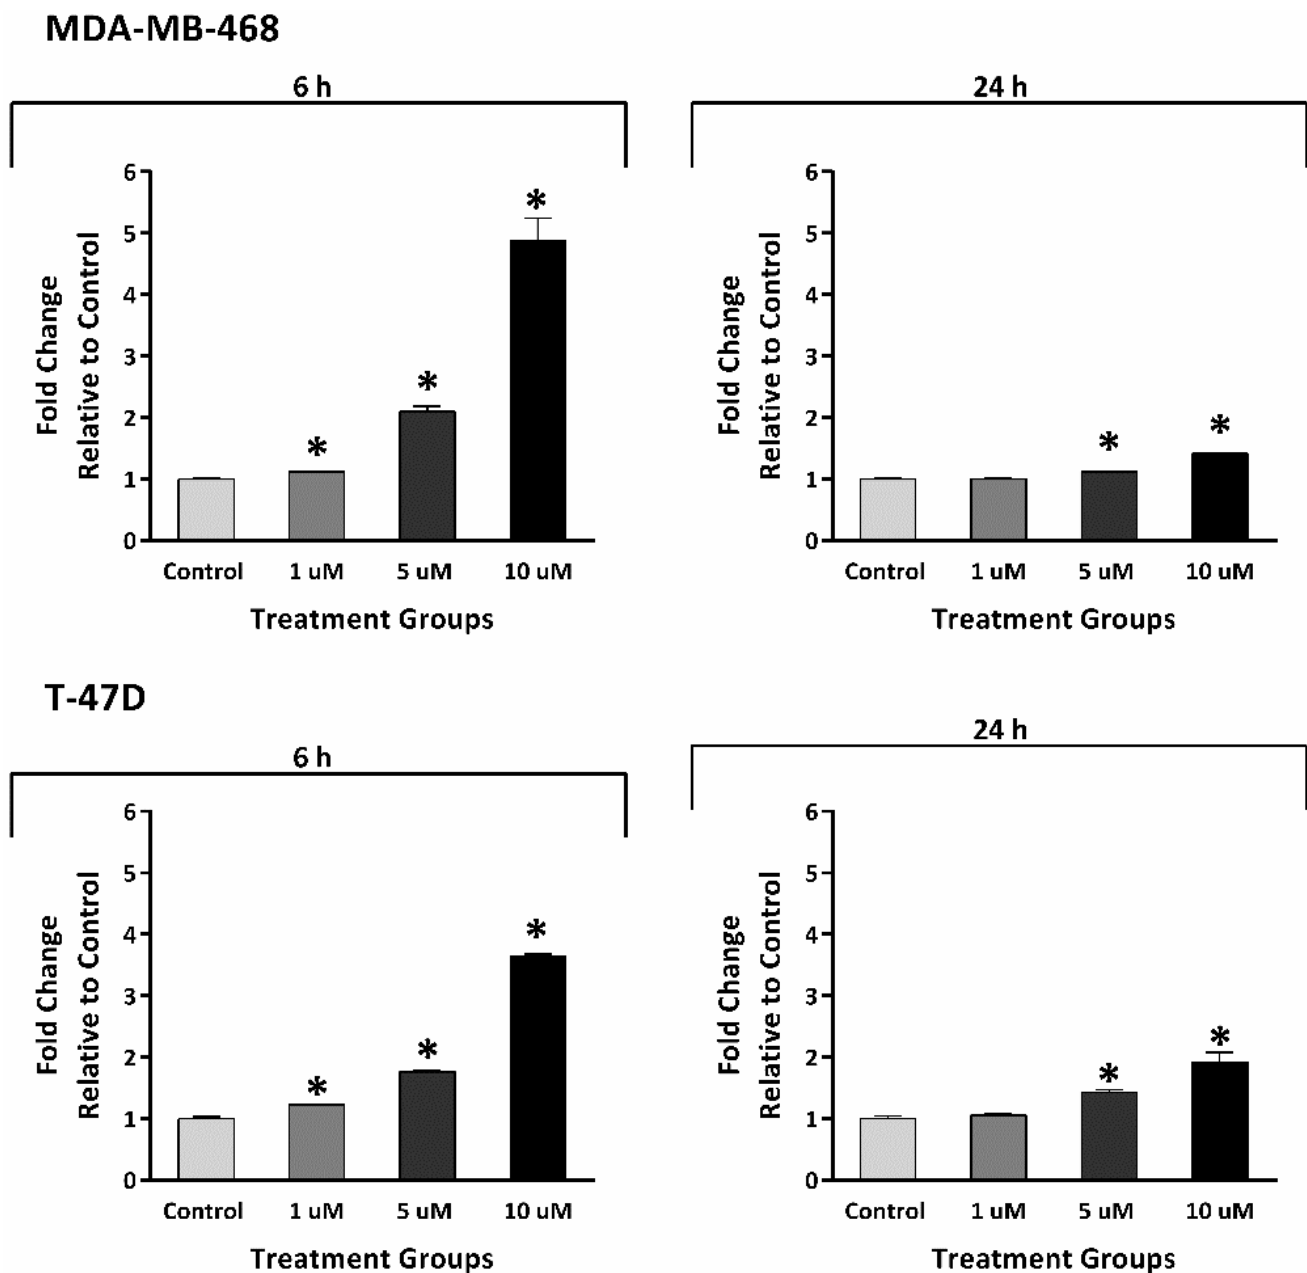 MDA-MB-468
6 h
Fold Change
Relative to Control
6
5
4
3
2
1
0
*
*
*
Control 1 uM 5 uM 10 uM
Treatment Groups
24 h
Fold Change
Relative to Control
6
5
4
3
2
1
0
*
*
Control 1 uM 5 uM 10 uM
Treatment Groups
T-47D
6 h
Fold Change
Relative to Control
6
5
4
3
2
1
0
*
*
*
Control 1 uM 5 uM 10 uM
Treatment Groups
24 h
Fold Change
Relative to Control
6
5
4
3
2
1
0
*
*
Control 1 uM 5 uM 10 uM
Treatment Groups